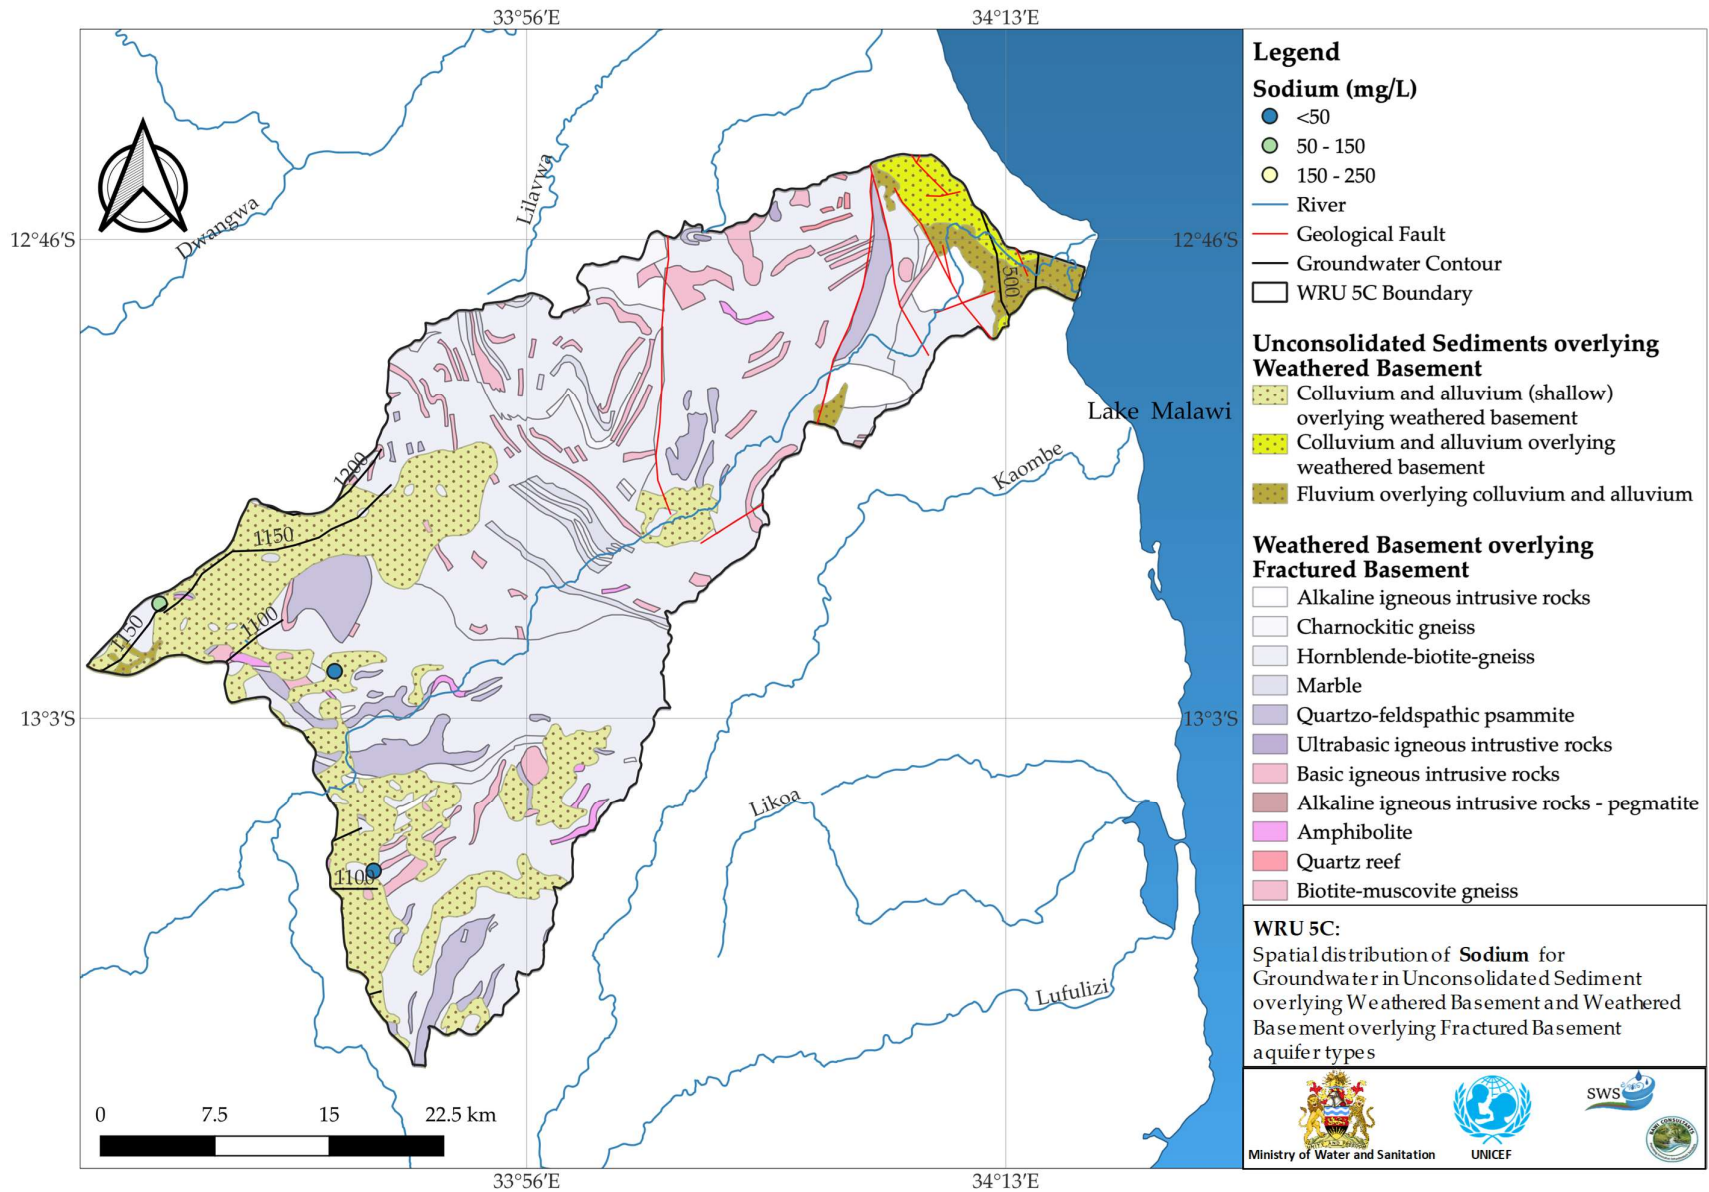 33°56′E
34°13′E
Lilavwa
Dwangwa
12°46′S
12°46′S
500
Lake Malawi
Kaombe
1200
1150
1150
1100
13°3′S
13°3′S
Likoa
1100
Lufulizi
0 7.5 15 22.5 km
33°56′E
34°13′E
Legend
Sodium (mg/L)
<50
50 - 150
150 - 250
River
Geological Fault
Groundwater Contour
WRU 5C Boundary
Unconsolidated Sediments overlying
Weathered Basement
Colluvium and alluvium (shallow)
overlying weathered basement
Colluvium and alluvium overlying
weathered basement
Fluvium overlying colluvium and alluvium
Weathered Basement overlying
Fractured Basement
Alkaline igneous intrusive rocks
Charnockitic gneiss
Hornblende-biotite-gneiss
Marble
Quartzo-feldspathic psammite
Ultrabasic igneous intrustive rocks
Basic igneous intrusive rocks
Alkaline igneous intrusive rocks - pegmatite
Amphibolite
Quartz reef
Biotite-muscovite gneiss
WRU 5C:
Spatial distribution of Sodium for
Groundwater in Unconsolidated Sediment
overlying Weathered Basement and Weathered
Basement overlying Fractured Basement
aquifer types
SWS
Ministry of Water and Sanitation
UNICEF